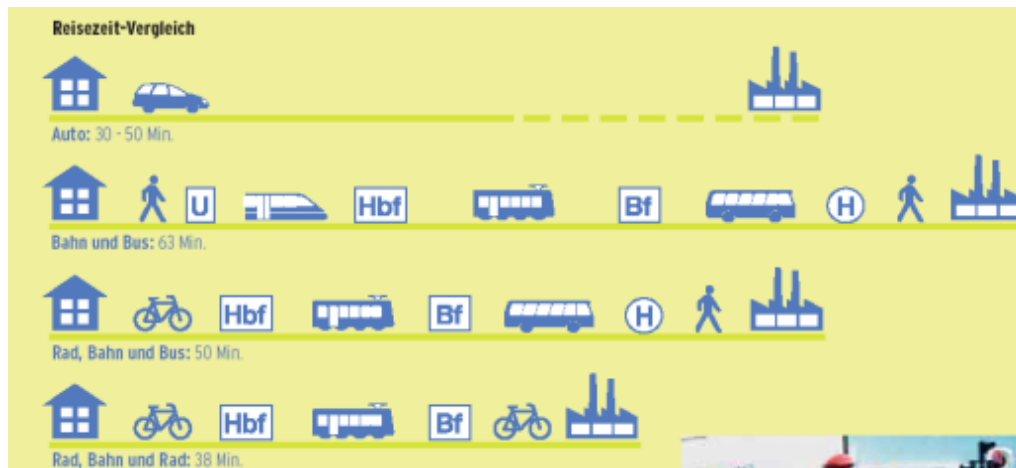 Reisezeit-Vergleich
Auto: 30 - 50 Min.
U Hbf Bf H
Bahn und Bus: 63 Min.
Hbf Bf H
Rad, Bahn und Bus: 50 Min.
Hbf Bf
Rad, Bahn und Rad: 38 Min.